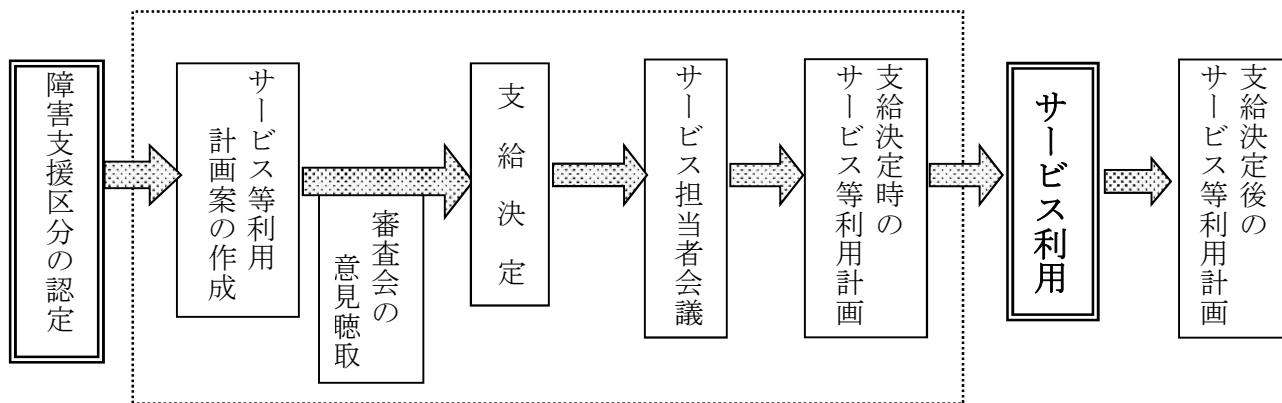 障害支援区分の認定
サービス等利用
計画案の作成
審査会の
意見聴取
支給決定
サービス担当者会議
支給決定時の
サービス等利用計画
サービス利用
支給決定後の
サービス等利用計画